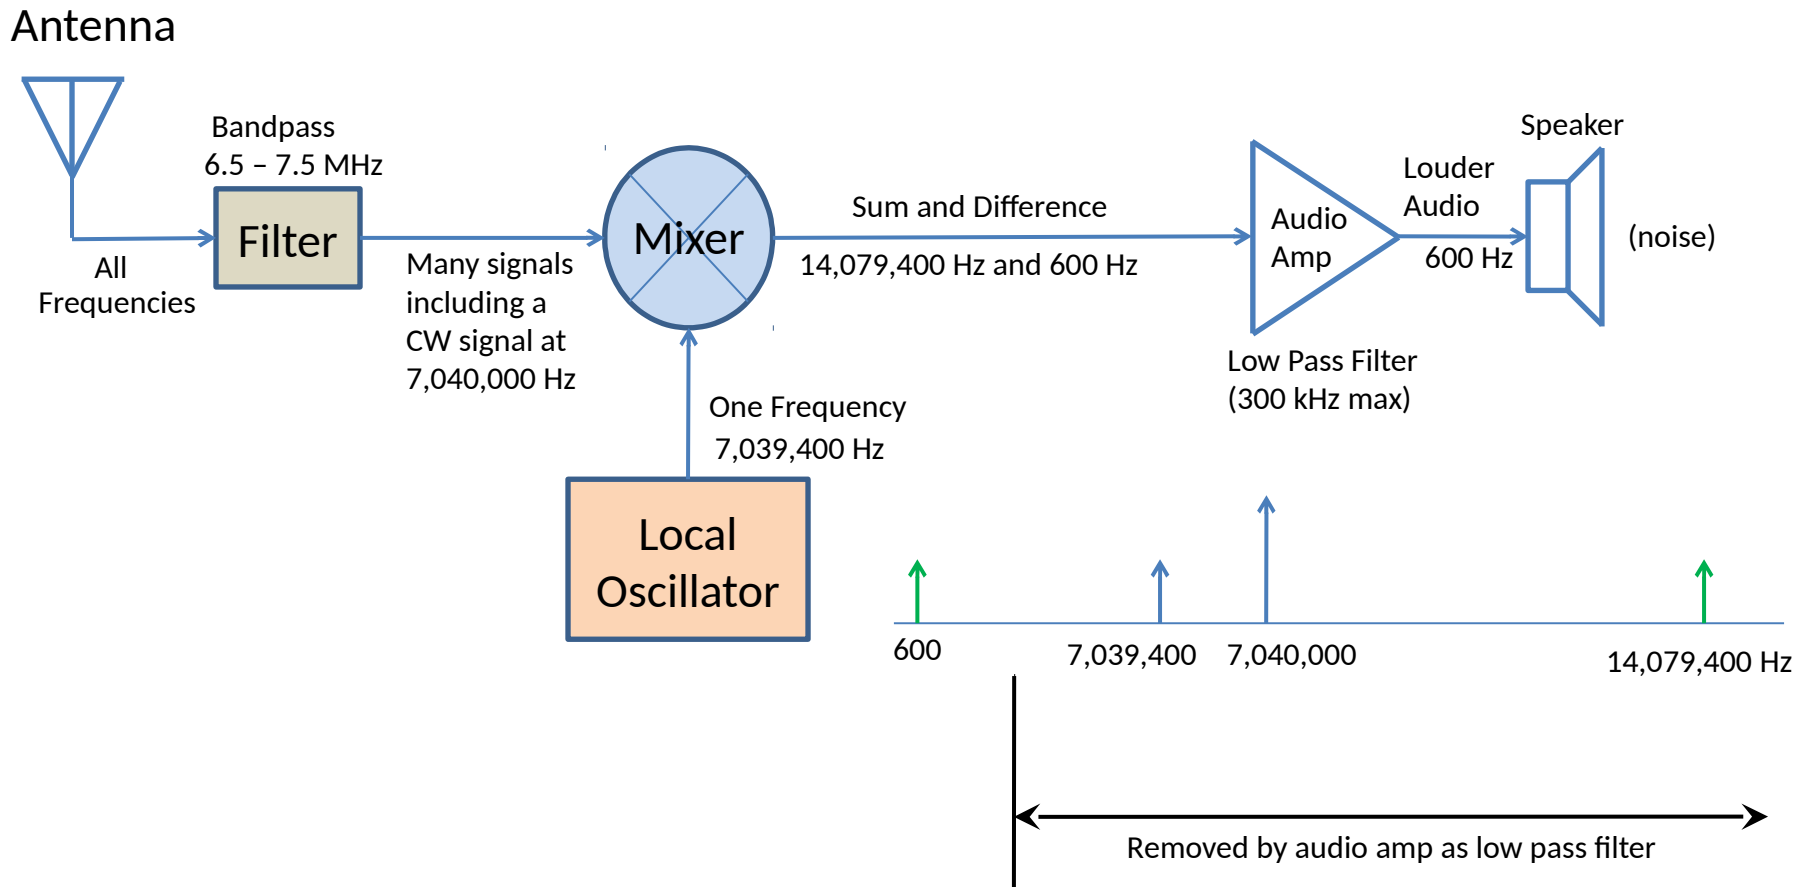 Antenna
Bandpass
6.5 – 7.5 MHz
Filter
All
Frequencies
Many signals
including a
CW signal at
7,040,000 Hz
Mixer
One Frequency
7,039,400 Hz
Local
Oscillator
Sum and Difference
14,079,400 Hz and 600 Hz
Audio
Amp
Low Pass Filter
(300 kHz max)
Louder
Audio
600 Hz
Speaker
(noise)
600
7,039,400
7,040,000
14,079,400 Hz
Removed by audio amp as low pass filter